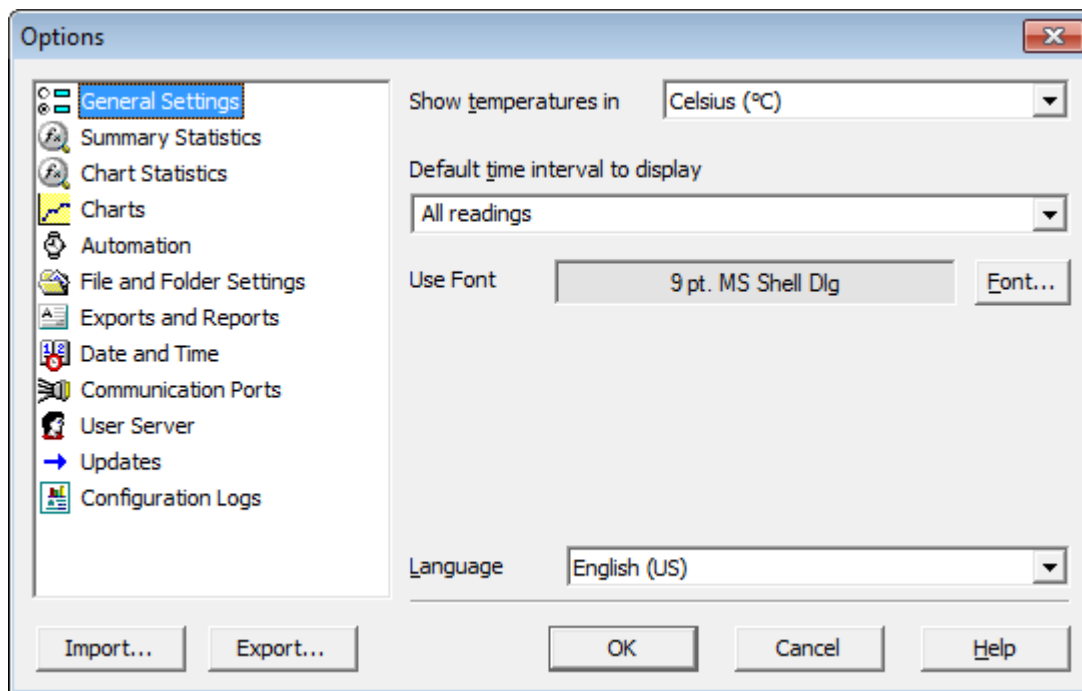 Options
General Settings
Summary Statistics
Chart Statistics
Charts
Automation
File and Folder Settings
Exports and Reports
Date and Time
Communication Ports
User Server
Updates
Configuration Logs
Show temperatures in Celsius (°C)
Default time interval to display
All readings
Use Font 9 pt. MS Shell Dlg Font...
Language English (US)
Import... Export... OK Cancel Help